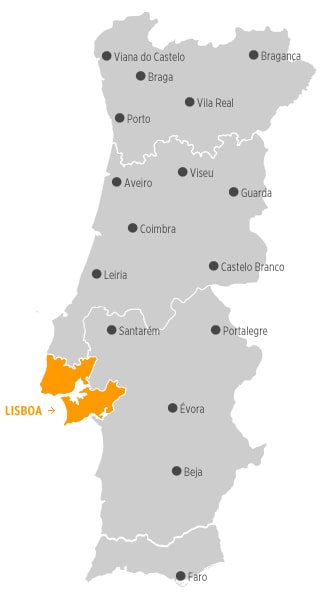 Viana do Castelo
Bragança
Braga
Vila Real
Porto
Viseu
Aveiro
Guarda
Coimbra
Castelo Branco
Leiria
Santarém
Portalegre
LISBOA →
Évora
Beja
Faro